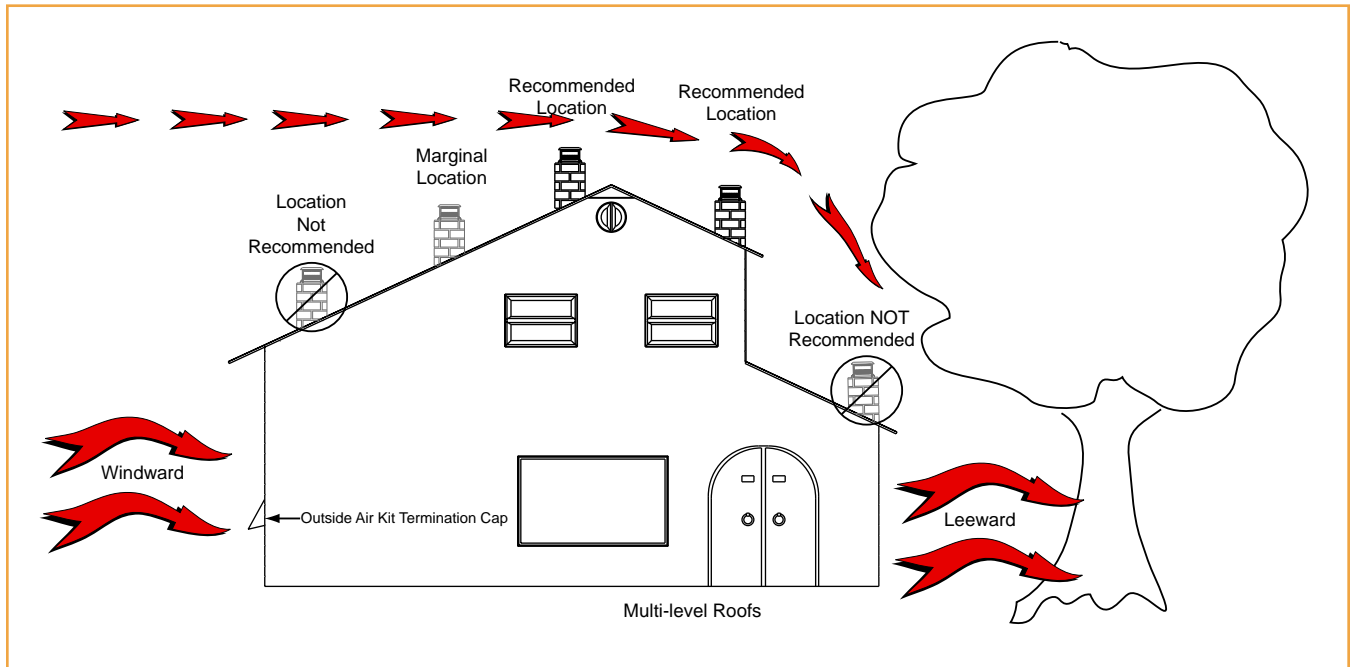 Recommended
Location
Recommended
Location
Marginal
Location
Location
Not
Recommended
Location NOT
Recommended
Windward
Outside Air Kit Termination Cap
Leeward
Multi-level Roofs